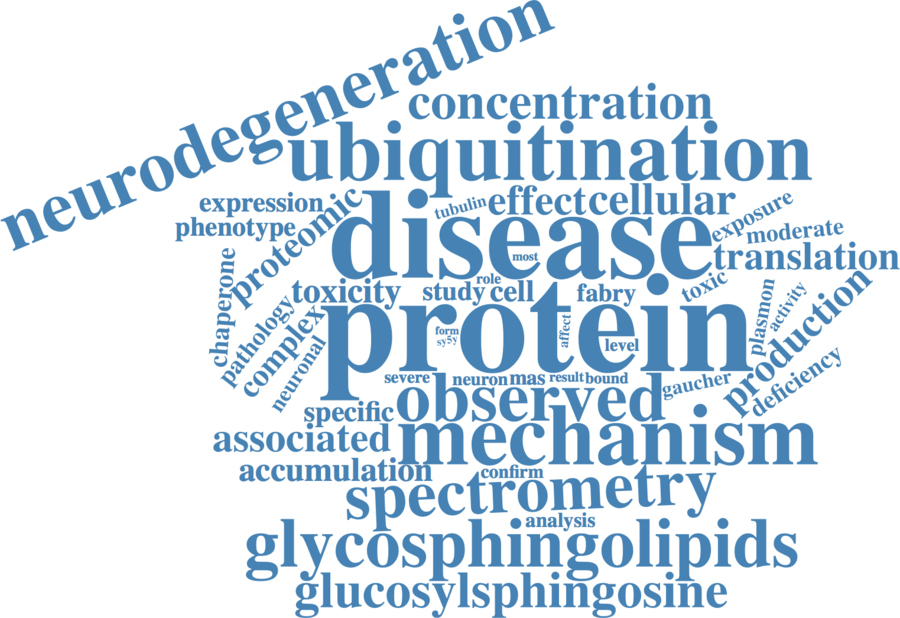 neurodegeneration
concentration
ubiquitination
expression
phenotype
proteomic
disease
tubulin
effect
cellular
exposure
moderate
translation
most
chaperone
pathology
complex
neuronal
toxicity
study
role
cell
fabry
toxic
protein
form
sy5y
affect
level
plasmon
activity
production
deficiency
severe
neuron
mas
result
bound
gaucher
specific
observed
associated
mechanism
accumulation
confirm
spectrometry
analysis
glycosphingolipids
glucosylsphingosine